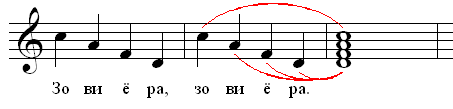 Зо ви ё ра, зо ви ё ра.